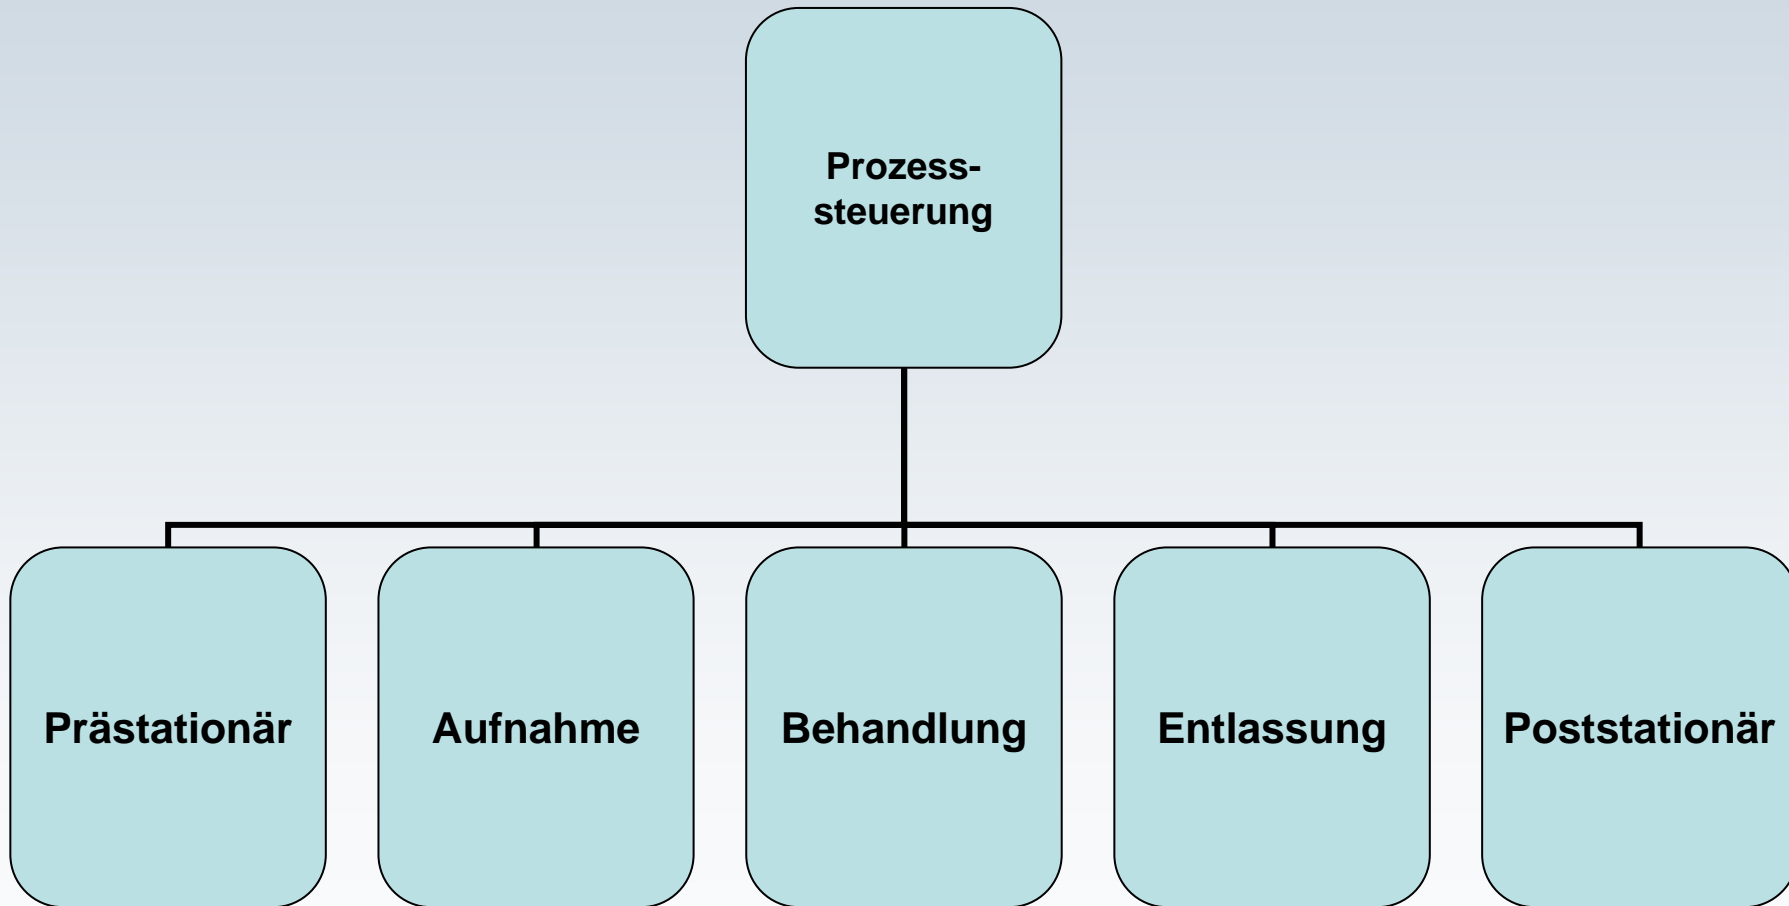 Prozess-
steuerung
Prästationär
Aufnahme
Behandlung
Entlassung
Poststationär